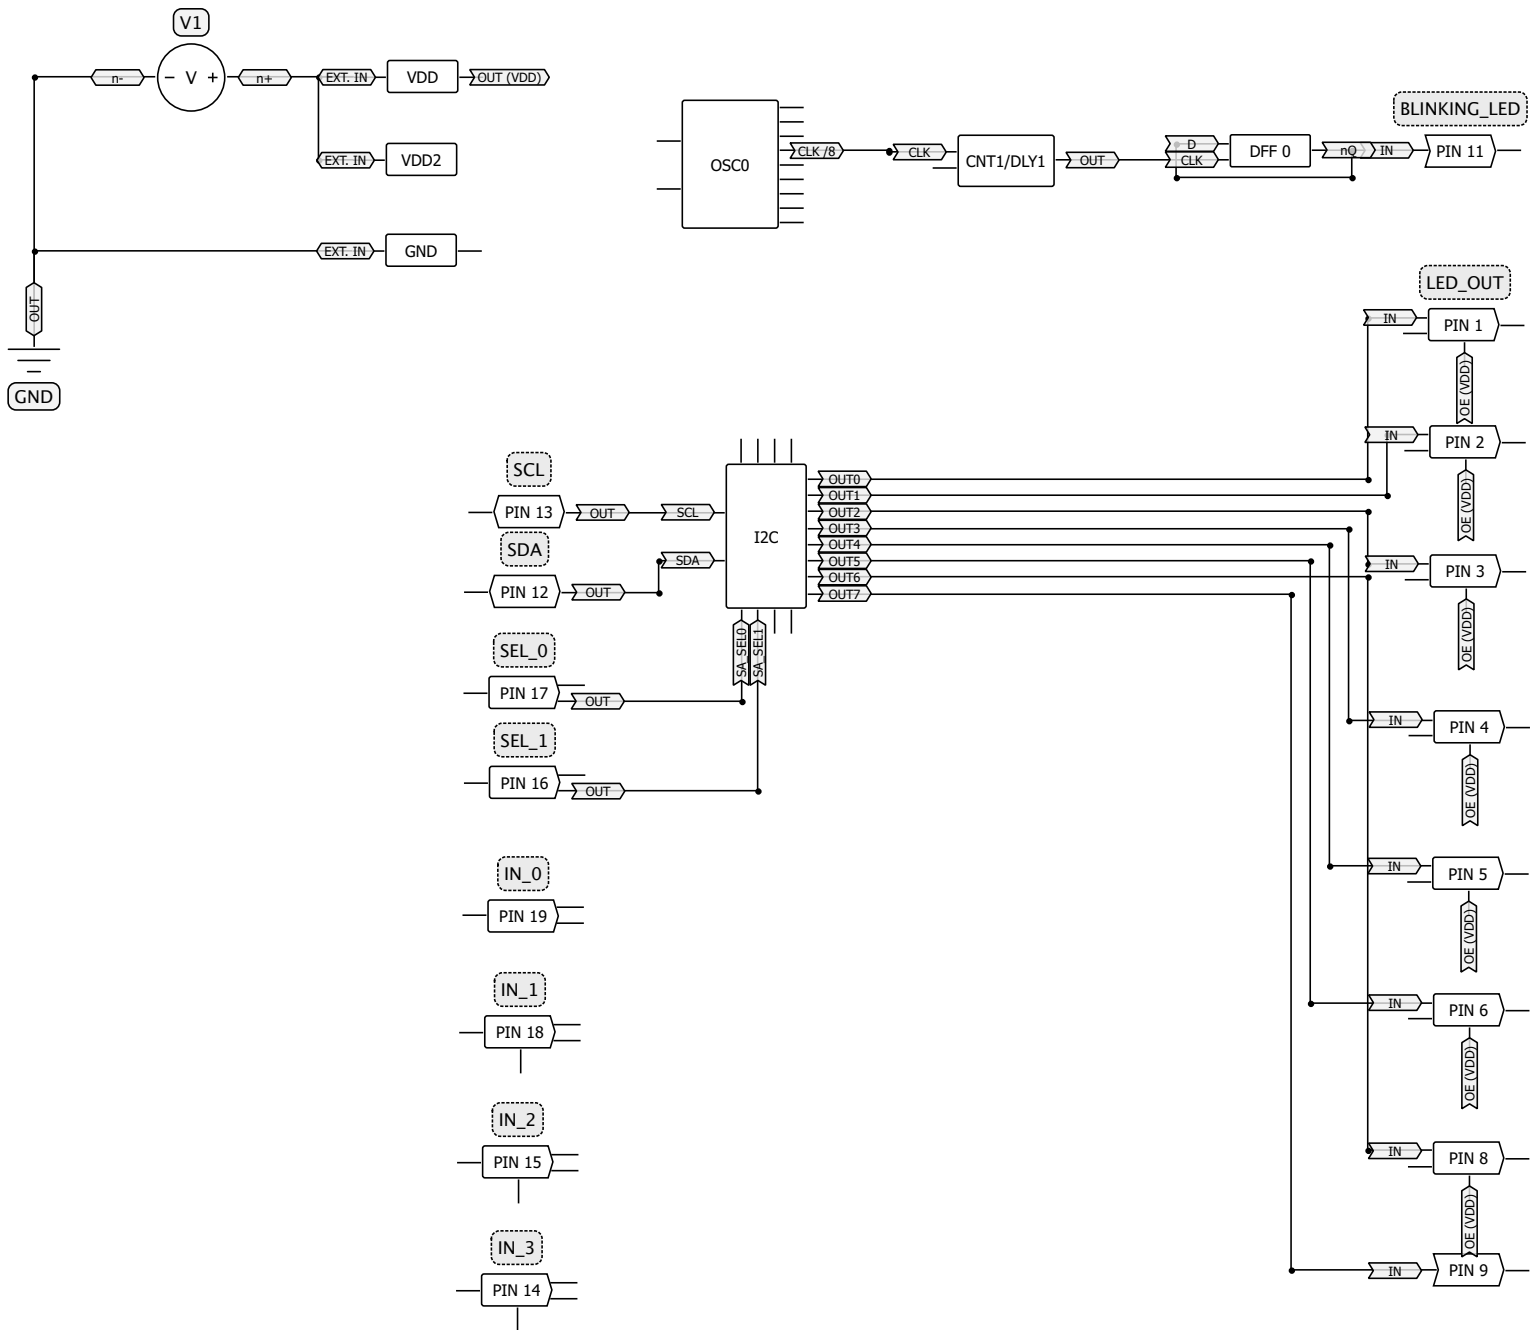 V1
n-
− V +
n+
EXT. IN
VDD
OUT (VDD)
EXT. IN
VDD2
EXT. IN
GND
OUT
GND
OSC0
CLK /8
CLK
CNT1/DLY1
OUT
D
CLK
DFF 0
nQ
IN
PIN 11
BLINKING_LED
LED_OUT
IN
PIN 1
OE (VDD)
IN
PIN 2
OE (VDD)
IN
PIN 3
OE (VDD)
IN
PIN 4
OE (VDD)
IN
PIN 5
OE (VDD)
IN
PIN 6
OE (VDD)
IN
PIN 8
OE (VDD)
IN
PIN 9
SCL
PIN 13
OUT
SCL
SDA
PIN 12
OUT
SDA
I2C
OUT0
OUT1
OUT2
OUT3
OUT4
OUT5
OUT6
OUT7
SA_SEL0
SA_SEL1
SEL_0
PIN 17
OUT
SEL_1
PIN 16
OUT
IN_0
PIN 19
IN_1
PIN 18
IN_2
PIN 15
IN_3
PIN 14